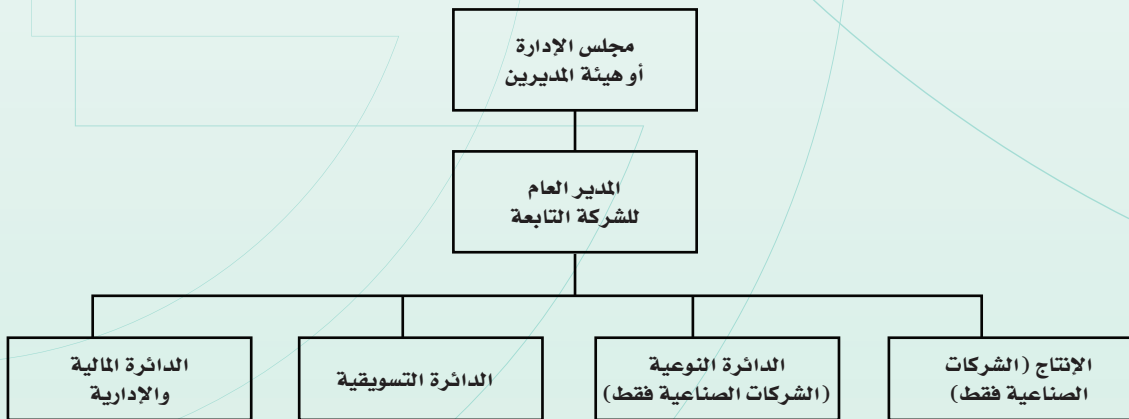 مجلس الإدارة
أو هيئة المديرين
المدير العام
للشركة التابعة
الإنتاج (الشركات
الصناعية فقط)
الدائرة النوعية
(الشركات الصناعية فقط)
الدائرة التسويقية
الدائرة المالية
والإدارية